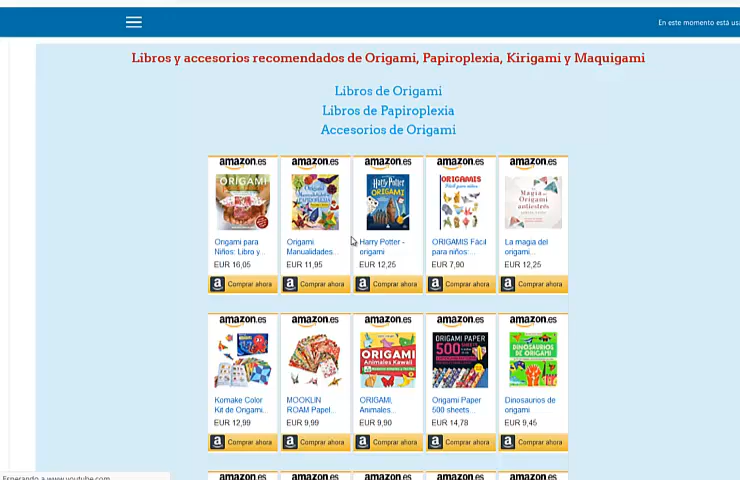 En este momento está us
Libros y accesorios recomendados de Origami, Papiroplexia, Kirigami y Maquigami
Libros de Origami
Libros de Papiroplexia
Accesorios de Origami
amazon.es amazon.es amazon.es amazon.es amazon.es
ORIGAMI
Harry Potter
ORIGAMI
ORIGAMIS
Fácil para niños
Magia
Origami
antiestrés
Origami para
Niños: Libro y...
EUR 16,05
Comprar ahora
Origami
Manualidades...
EUR 11,95
Comprar ahora
Harry Potter -
origami
EUR 12,25
Comprar ahora
ORIGAMIS Fácil
para niños:...
EUR 7,90
Comprar ahora
La magia del
origami...
EUR 12,25
Comprar ahora
amazon.es amazon.es amazon.es amazon.es amazon.es
ORIGAMI
Animales Kawaii
ORIGAMI PAPER
500
DINOSAURIOS
DE ORIGAMI
Komake Color
Kit de Origami...
EUR 12,99
Comprar ahora
MOOKLIN
ROAM Papel...
EUR 9,99
Comprar ahora
ORIGAMI,
Animales...
EUR 9,90
Comprar ahora
Origami Paper
500 sheets...
EUR 14,78
Comprar ahora
Dinosaurios de
origami
EUR 9,45
Comprar ahora
amazon.es amazon.es amazon.es amazon.es amazon.es
Esperando a www.youtube.com